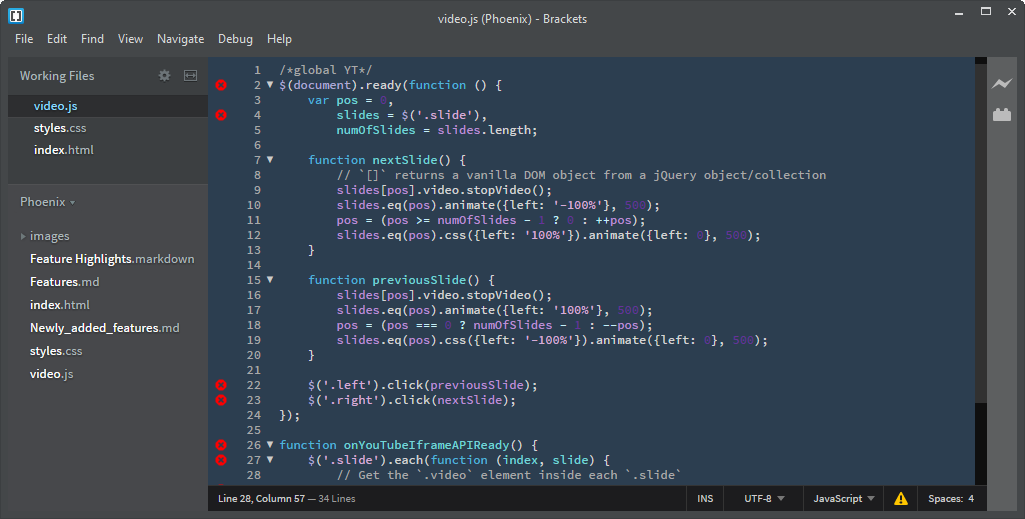 video.js (Phoenix) - Brackets
File Edit Find View Navigate Debug Help
Working Files
video.js
styles.css
index.html
Phoenix
images
Feature Highlights.markdown
Features.md
index.html
Newly_added_features.md
styles.css
video.js
1 /*global YT*/
2 $(document).ready(function () {
3     var pos = 0,
4         slides = $('.slide'),
5         numOfSlides = slides.length;
6
7     function nextSlide() {
8         // `[]` returns a vanilla DOM object from a jQuery object/collection
9         slides[pos].video.stopVideo();
10         slides.eq(pos).animate({left: '-100%'}, 500);
11         pos = (pos >= numOfSlides - 1 ? 0 : ++pos);
12         slides.eq(pos).css({left: '100%'}).animate({left: 0}, 500);
13     }
14
15     function previousSlide() {
16         slides[pos].video.stopVideo();
17         slides.eq(pos).animate({left: '100%'}, 500);
18         pos = (pos === 0 ? numOfSlides - 1 : --pos);
19         slides.eq(pos).css({left: '-100%'}).animate({left: 0}, 500);
20     }
21
22     $('.left').click(previousSlide);
23     $('.right').click(nextSlide);
24 });
25
26 function onYouTubeIframeAPIReady() {
27     $('.slide').each(function (index, slide) {
28         // Get the `.video` element inside each `.slide`
Line 28, Column 57 — 34 Lines INS UTF-8 JavaScript Spaces: 4